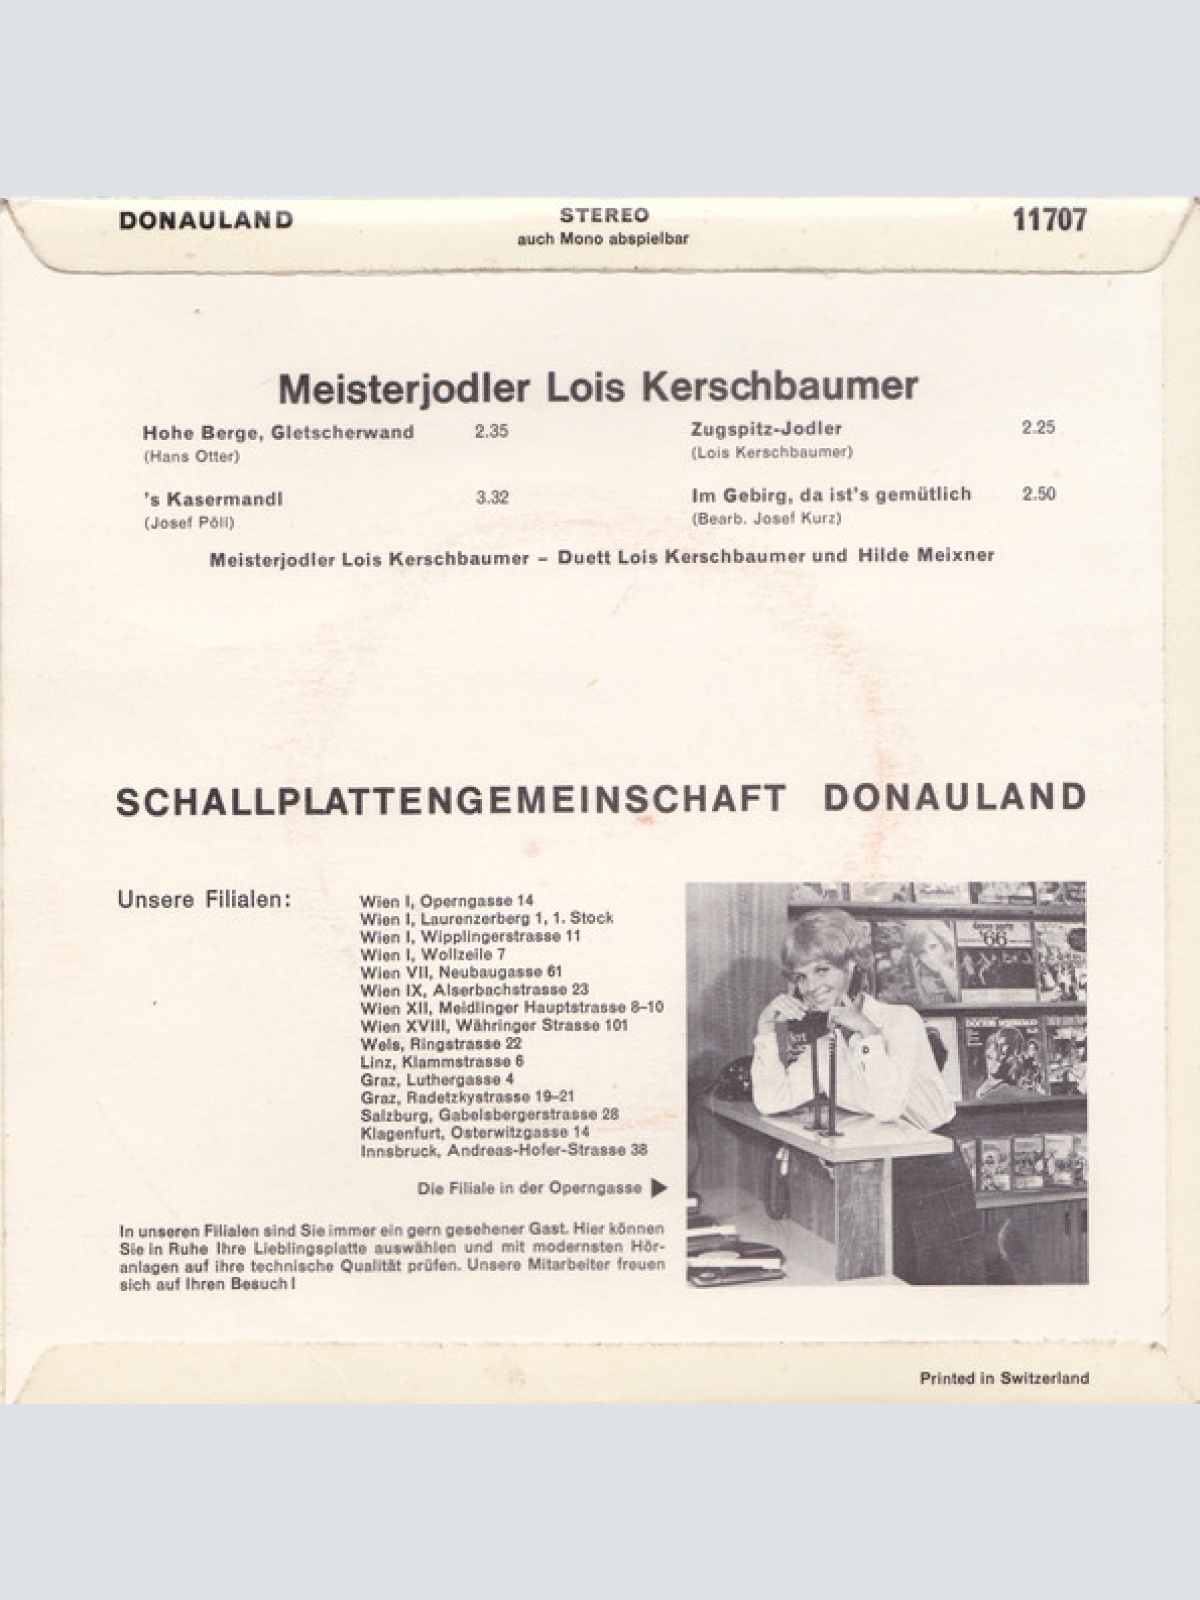 DONAULAND
STEREO
auch Mono abspielbar
11707
Meisterjodler Lois Kerschbaumer
Hohe Berge, Gletscherwand 2.35
(Hans Otter)
's Kasermandl 3.32
(Josef Pöll)
Zugspitz-Jodler 2.25
(Lois Kerschbaumer)
Im Gebirg, da ist's gemütlich 2.50
(Bearb. Josef Kurz)
Meisterjodler Lois Kerschbaumer – Duett Lois Kerschbaumer und Hilde Meixner
SCHALLPLATTENGEMEINSCHAFT DONAULAND
Unsere Filialen:
Wien I, Operngasse 14
Wien I, Laurenzerberg 1, 1. Stock
Wien I, Wipplingerstrasse 11
Wien I, Wollzeile 7
Wien VII, Neubaugasse 61
Wien IX, Alserbachstrasse 23
Wien XII, Meidlinger Hauptstrasse 8–10
Wien XVIII, Währinger Strasse 101
Wels, Ringstrasse 22
Linz, Klammstrasse 6
Graz, Luthergasse 4
Graz, Radetzkystrasse 19–21
Salzburg, Gabelsbergerstrasse 28
Klagenfurt, Osterwitzgasse 14
Innsbruck, Andreas-Hofer-Strasse 38
Die Filiale in der Operngasse ▶
In unseren Filialen sind Sie immer ein gern gesehener Gast. Hier können
Sie in Ruhe Ihre Lieblingsplatte auswählen und mit modernsten Hör-
anlagen auf ihre technische Qualität prüfen. Unsere Mitarbeiter freuen
sich auf Ihren Besuch!
dance party
'66
Printed in Switzerland